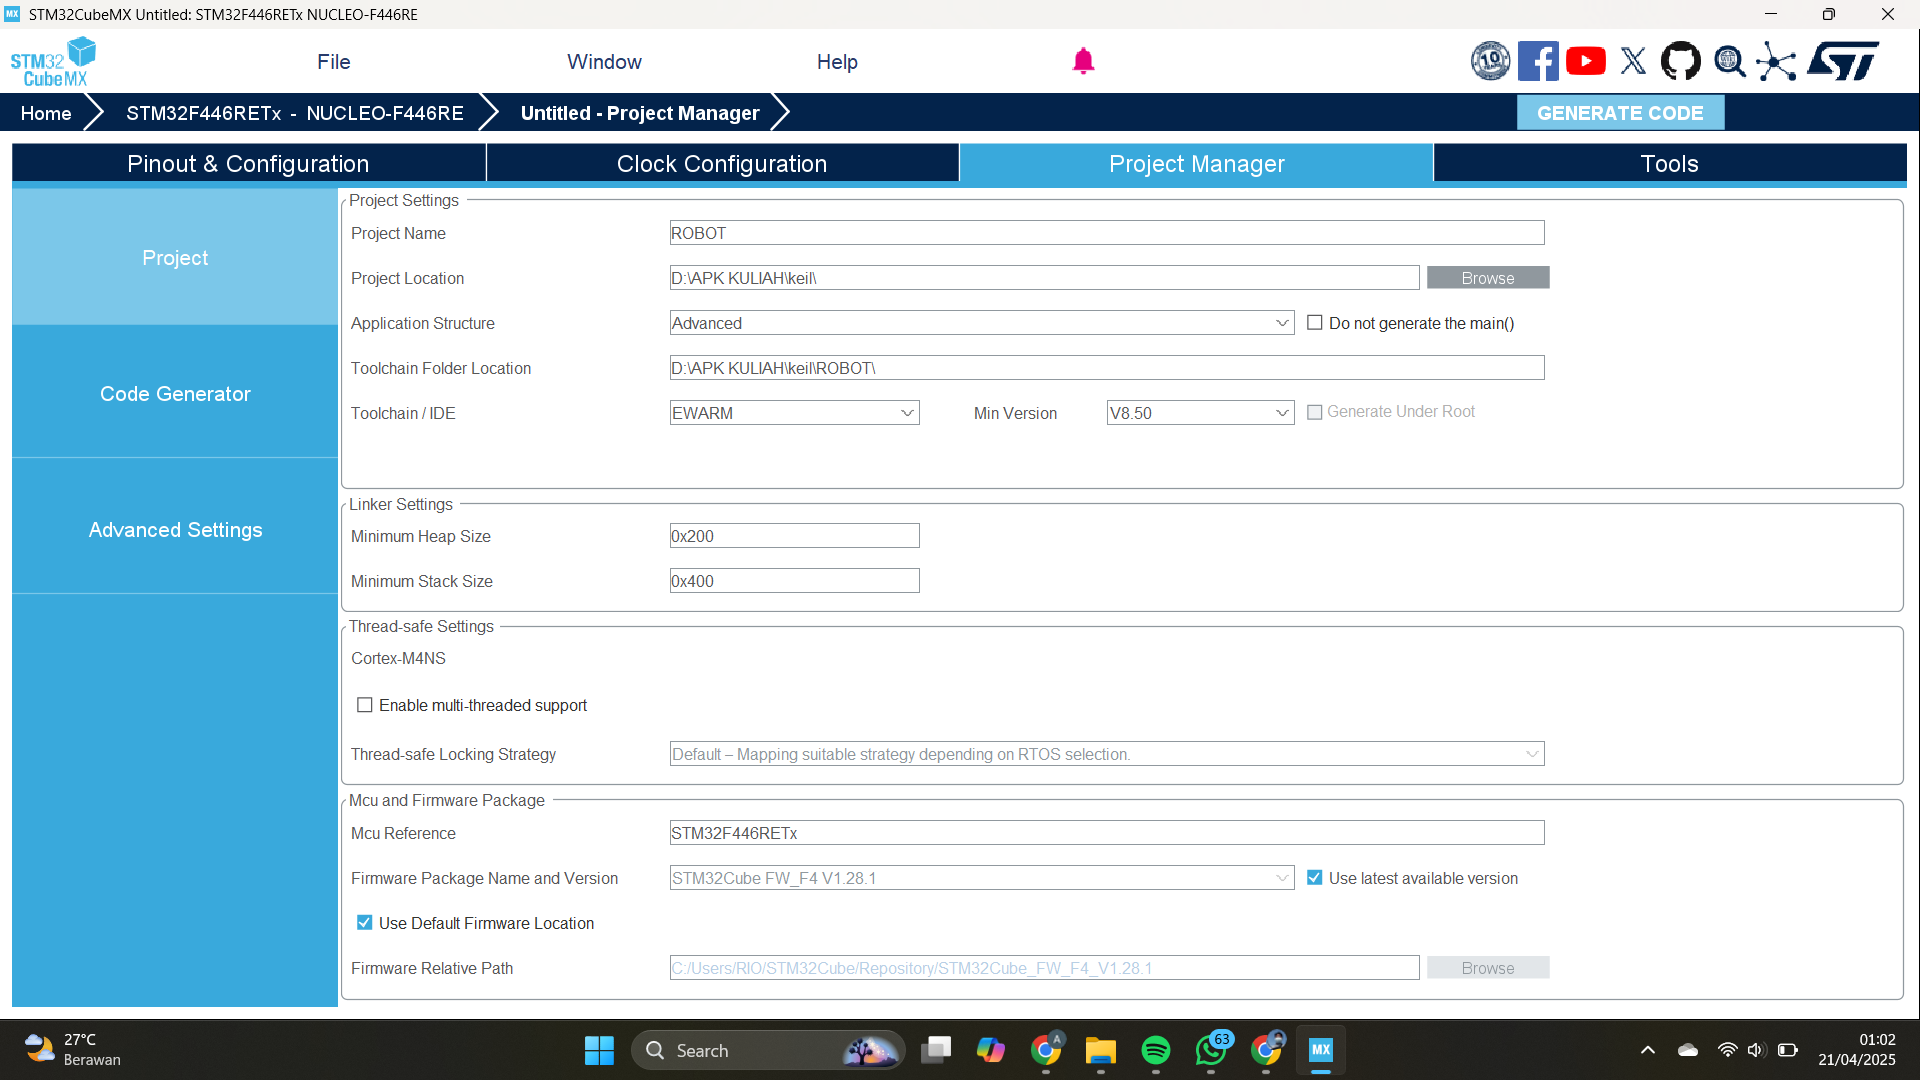 MX STM32CubeMX Untitled: STM32F446RETx NUCLEO-F446RE
STM32 CubeMX
File Window Help
10
Home STM32F446RETx - NUCLEO-F446RE Untitled - Project Manager GENERATE CODE
Pinout & Configuration Clock Configuration Project Manager Tools
Project
Code Generator
Advanced Settings
Project Settings
Project Name ROBOT
Project Location D:\APK KULIAH\keil\ Browse
Application Structure Advanced Do not generate the main()
Toolchain Folder Location D:\APK KULIAH\keil\ROBOT\
Toolchain / IDE EWARM Min Version V8.50 Generate Under Root
Linker Settings
Minimum Heap Size 0x200
Minimum Stack Size 0x400
Thread-safe Settings
Cortex-M4NS
Enable multi-threaded support
Thread-safe Locking Strategy Default – Mapping suitable strategy depending on RTOS selection.
Mcu and Firmware Package
Mcu Reference STM32F446RETx
Firmware Package Name and Version STM32Cube FW_F4 V1.28.1 Use latest available version
Use Default Firmware Location
Firmware Relative Path C:/Users/RIO/STM32Cube/Repository/STM32Cube_FW_F4_V1.28.1 Browse
27°C
Berawan
Search
A
63
MX
01:02
21/04/2025